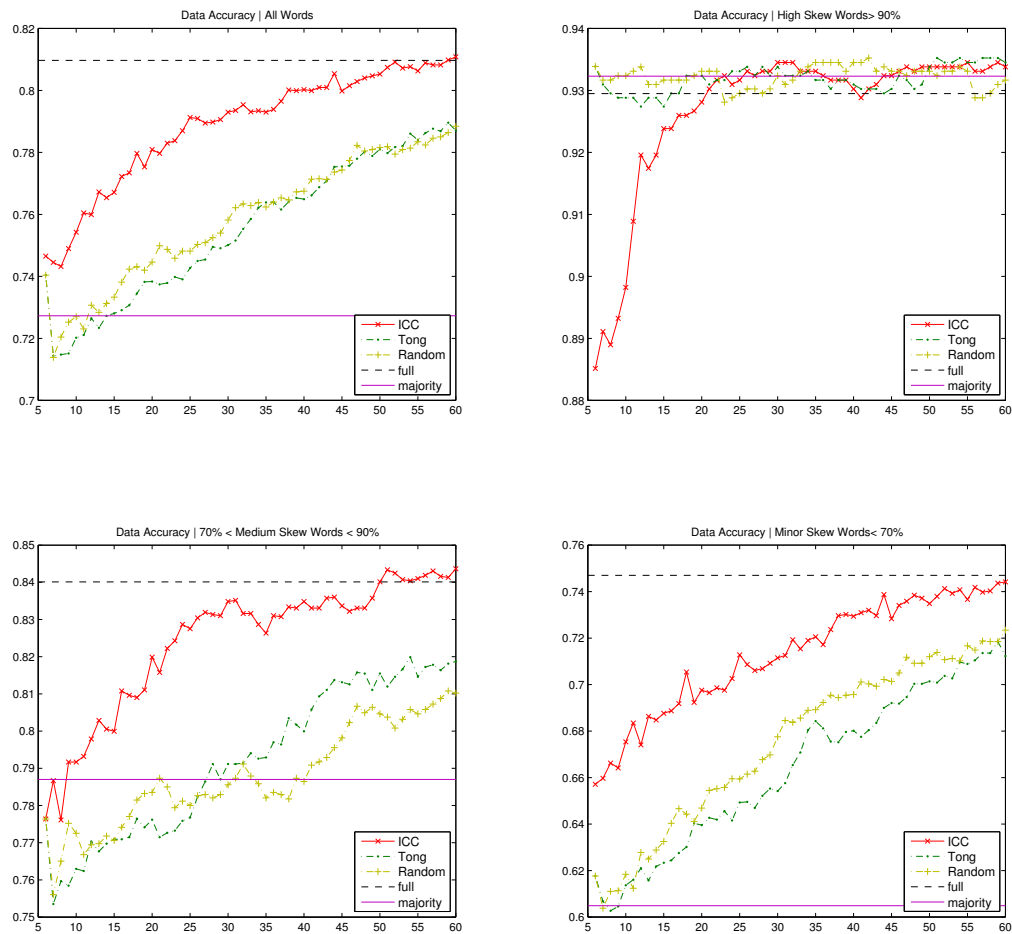 Data Accuracy | All Words
0.82
0.8
0.78
0.76
0.74
0.72
0.7
5 10 15 20 25 30 35 40 45 50 55 60
ICC
Tong
Random
full
majority
Data Accuracy | High Skew Words> 90%
0.94
0.93
0.92
0.91
0.9
0.89
0.88
5 10 15 20 25 30 35 40 45 50 55 60
ICC
Tong
Random
full
majority
Data Accuracy | 70% < Medium Skew Words < 90%
0.85
0.84
0.83
0.82
0.81
0.8
0.79
0.78
0.77
0.76
0.75
5 10 15 20 25 30 35 40 45 50 55 60
ICC
Tong
Random
full
majority
Data Accuracy | Minor Skew Words< 70%
0.76
0.74
0.72
0.7
0.68
0.66
0.64
0.62
0.6
5 10 15 20 25 30 35 40 45 50 55 60
ICC
Tong
Random
full
majority